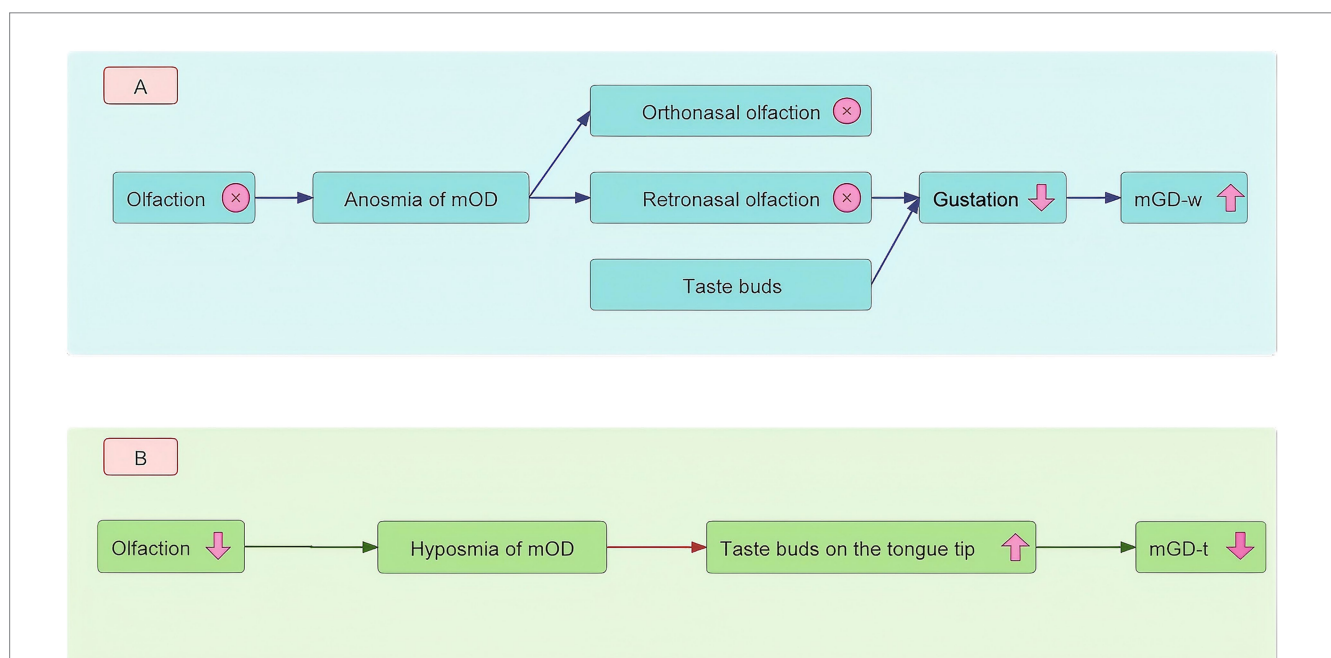 A
Orthonasal olfaction
Olfaction
Anosmia of mOD
Retronasal olfaction
Gustation
mGD-w
Taste buds
B
Olfaction
Hyposmia of mOD
Taste buds on the tongue tip
mGD-t